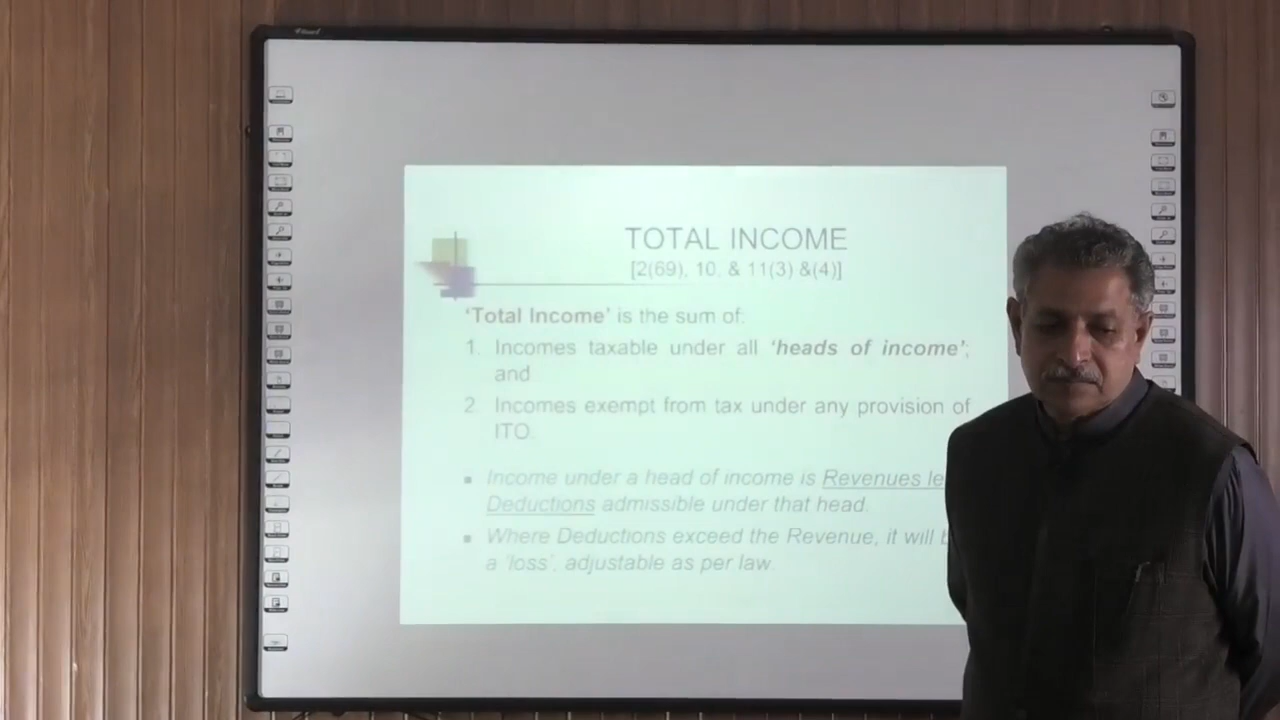 TOTAL INCOME
[2(69), 10, & 11(3) &(4)]
‘Total Income’ is the sum of:
1. Incomes taxable under all ‘heads of income’;
and
2. Incomes exempt from tax under any provision of
ITO.
▪ Income under a head of income is Revenues le
Deductions admissible under that head.
▪ Where Deductions exceed the Revenue, it will b
a ‘loss’, adjustable as per law.